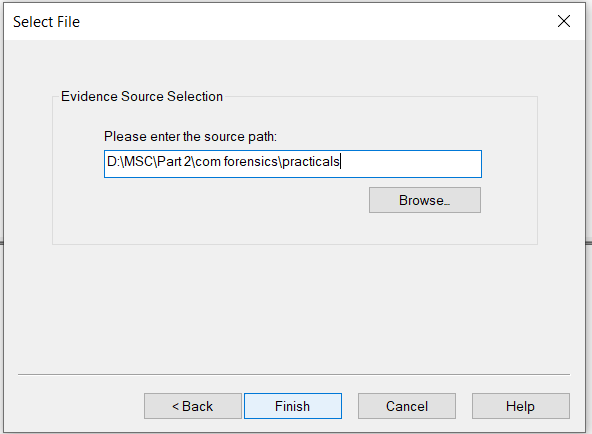 Select File
Evidence Source Selection
Please enter the source path:
D:\MSC\Part 2\com forensics\practicals
Browse...
< Back
Finish
Cancel
Help